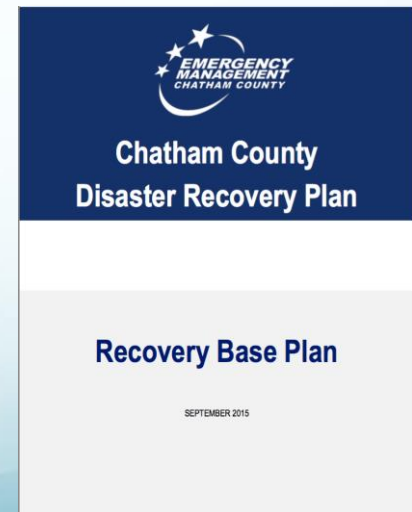 EMERGENCY
MANAGEMENT
CHATHAM COUNTY
Chatham County
Disaster Recovery Plan
Recovery Base Plan
SEPTEMBER 2015